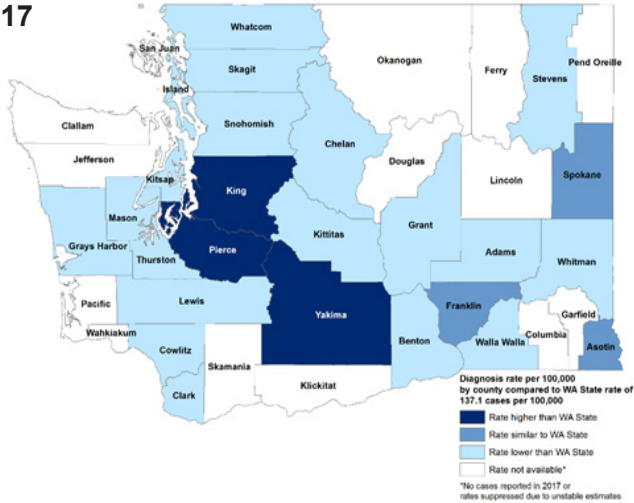 17
Whatcom
San Juan
Skagit
Island
Okanogan
Ferry
Stevens
Pend Oreille
Clallam
Snohomish
Chelan
Jefferson
Douglas
Kitsap
King
Lincoln
Spokane
Mason
Grays Harbor
Kittitas
Grant
Pierce
Thurston
Adams
Whitman
Pacific
Lewis
Yakima
Franklin
Garfield
Wahkiakum
Columbia
Cowlitz
Benton
Walla Walla
Asotin
Skamania
Klickitat
Clark
Diagnosis rate per 100,000
by county compared to WA State rate of
137.1 cases per 100,000
Rate higher than WA State
Rate similar to WA State
Rate lower than WA State
Rate not available*
*No cases reported in 2017 or
rates suppressed due to unstable estimates